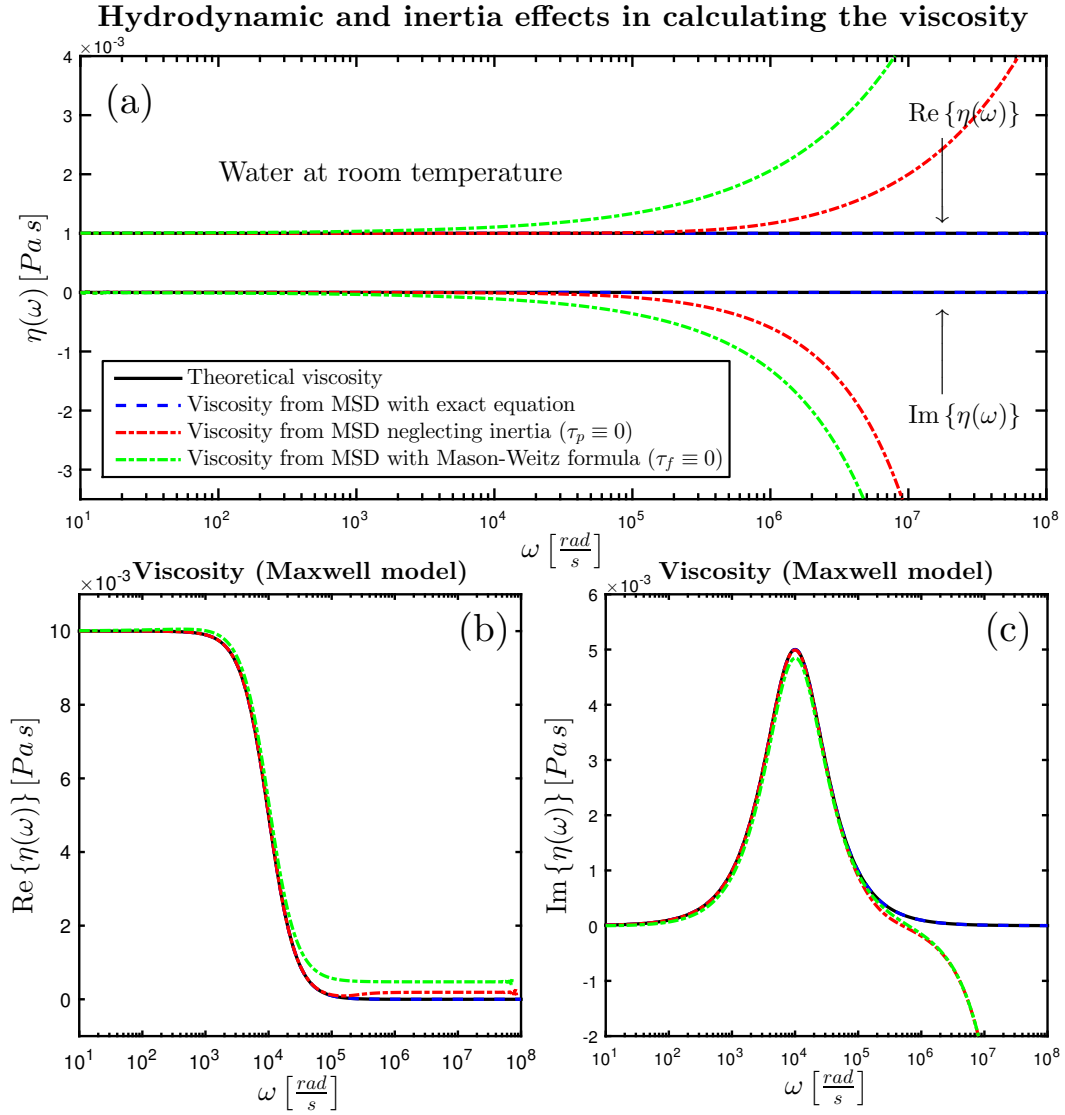 Hydrodynamic and inertia effects in calculating the viscosity
×10⁻³
(a)
4
3
2
1
0
-1
-2
-3
η(ω) [Pa s]
Re {η(ω)}
Water at room temperature
Im {η(ω)}
Theoretical viscosity
Viscosity from MSD with exact equation
Viscosity from MSD neglecting inertia (τₚ ≡ 0)
Viscosity from MSD with Mason-Weitz formula (τ_f ≡ 0)
10¹ 10² 10³ 10⁴ 10⁵ 10⁶ 10⁷ 10⁸
ω [rad/s]
×10⁻³ Viscosity (Maxwell model)
(b)
10
8
6
4
2
0
Re {η(ω)} [Pa s]
10¹ 10² 10³ 10⁴ 10⁵ 10⁶ 10⁷ 10⁸
ω [rad/s]
×10⁻³ Viscosity (Maxwell model)
(c)
6
5
4
3
2
1
0
-1
-2
Im {η(ω)} [Pa s]
10¹ 10² 10³ 10⁴ 10⁵ 10⁶ 10⁷ 10⁸
ω [rad/s]